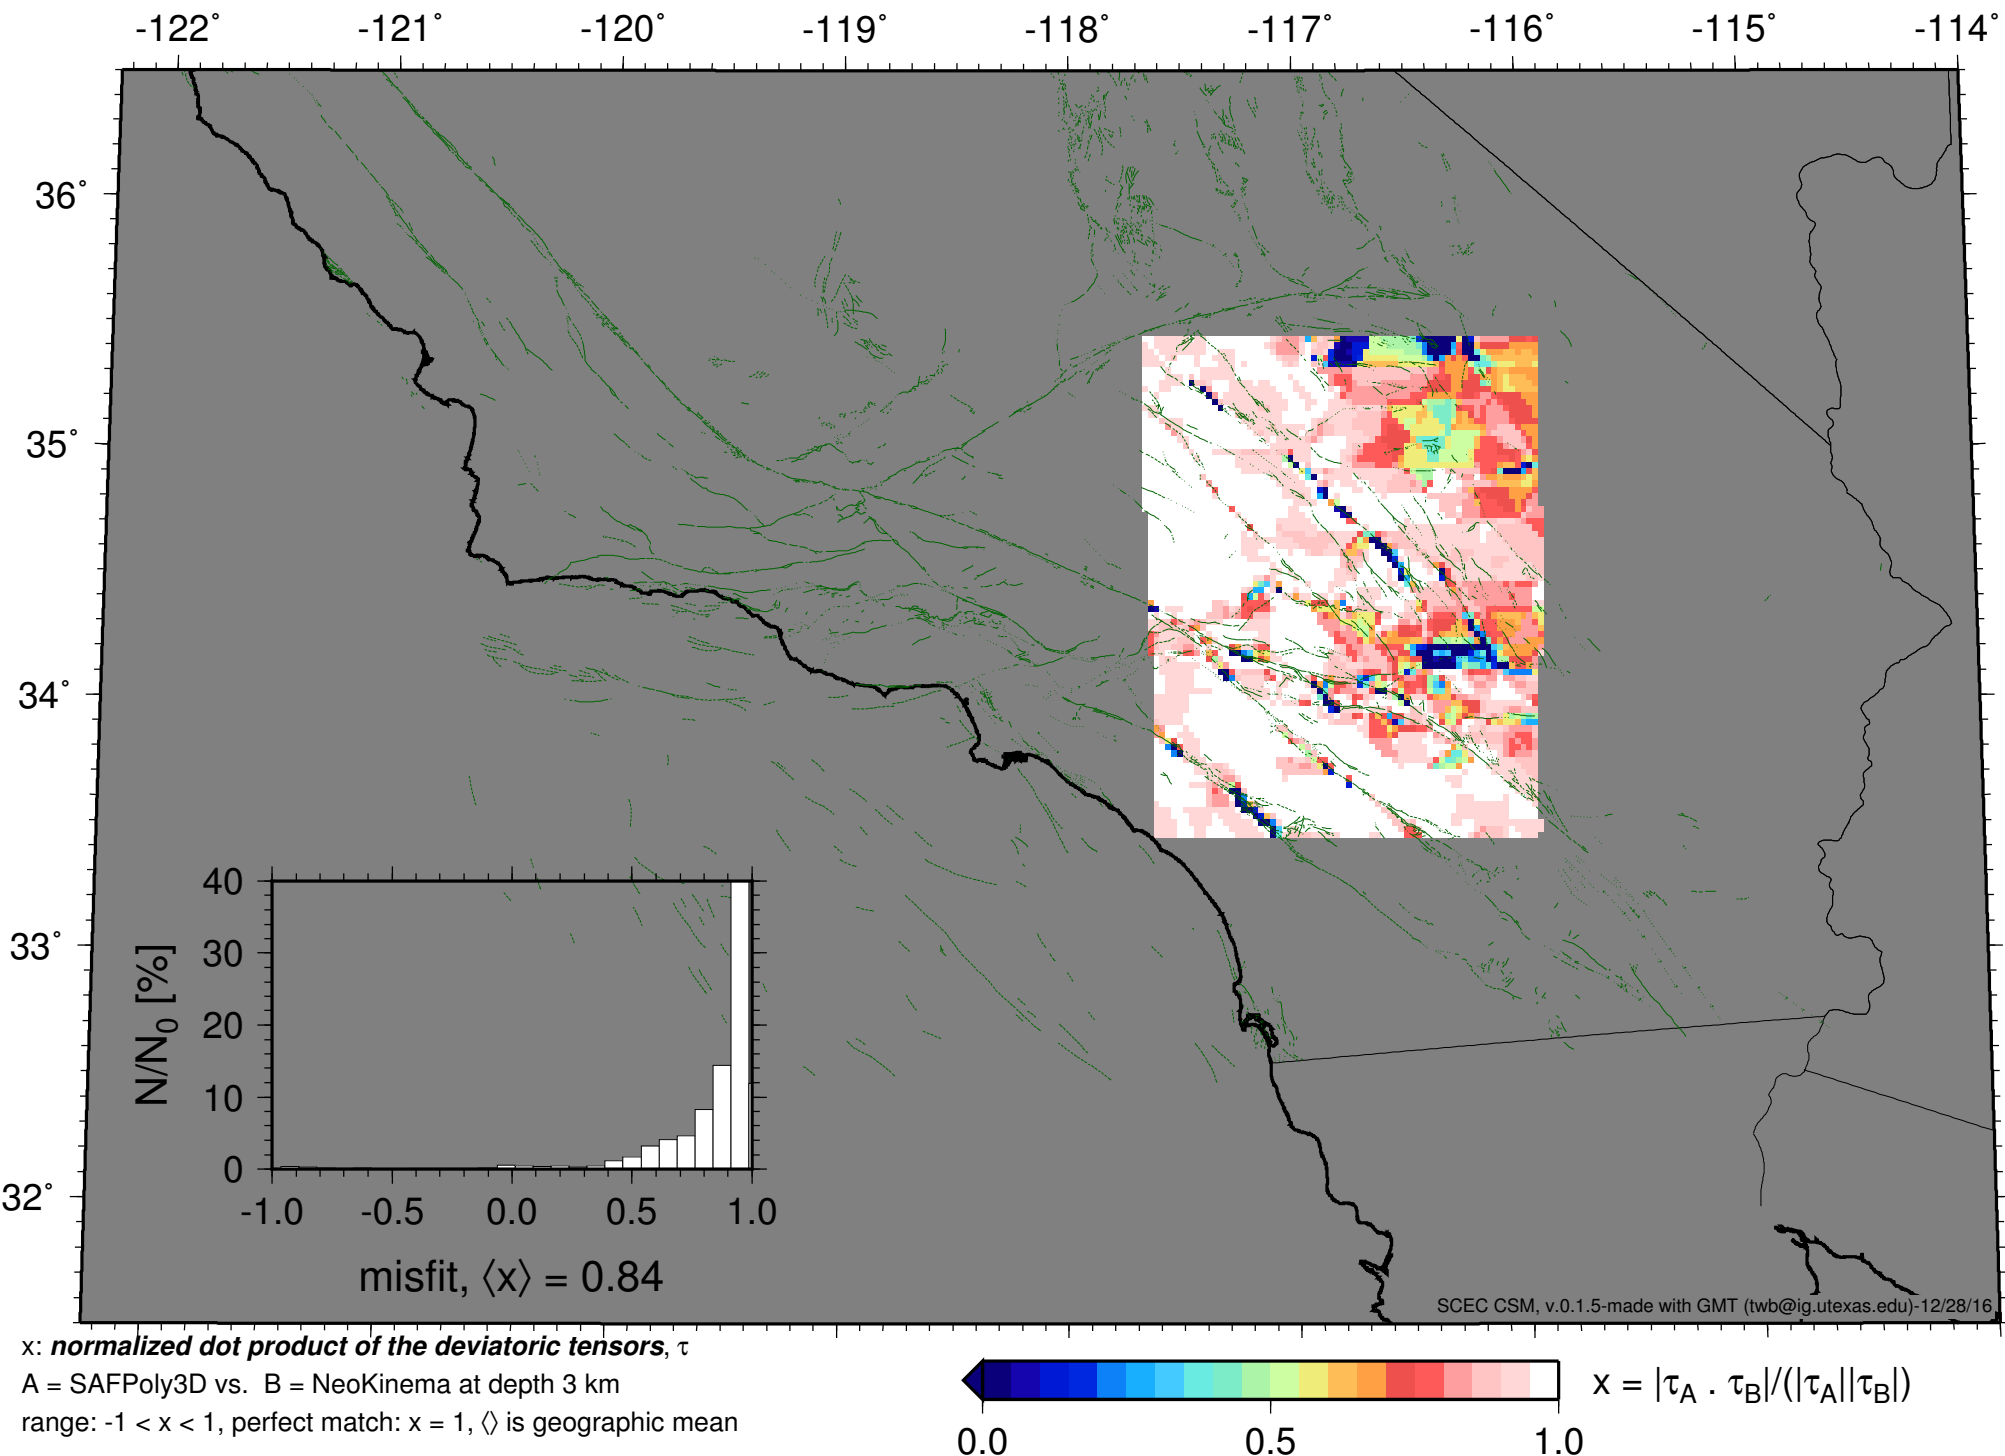 -122˚ -121˚ -120˚ -119˚ -118˚ -117˚ -116˚ -115˚ -114˚
36˚
35˚
34˚
33˚
32˚
40
30
20
10
0
N/N0 [%]
-1.0 -0.5 0.0 0.5 1.0
misfit, ⟨x⟩ = 0.84
SCEC CSM, v.0.1.5-made with GMT (twb@ig.utexas.edu)-12/28/16
x: normalized dot product of the deviatoric tensors, τ
A = SAFPoly3D vs. B = NeoKinema at depth 3 km
range: -1 < x < 1, perfect match: x = 1, ⟨⟩ is geographic mean
x = |τA . τB|/(|τA||τB|)
0.0 0.5 1.0